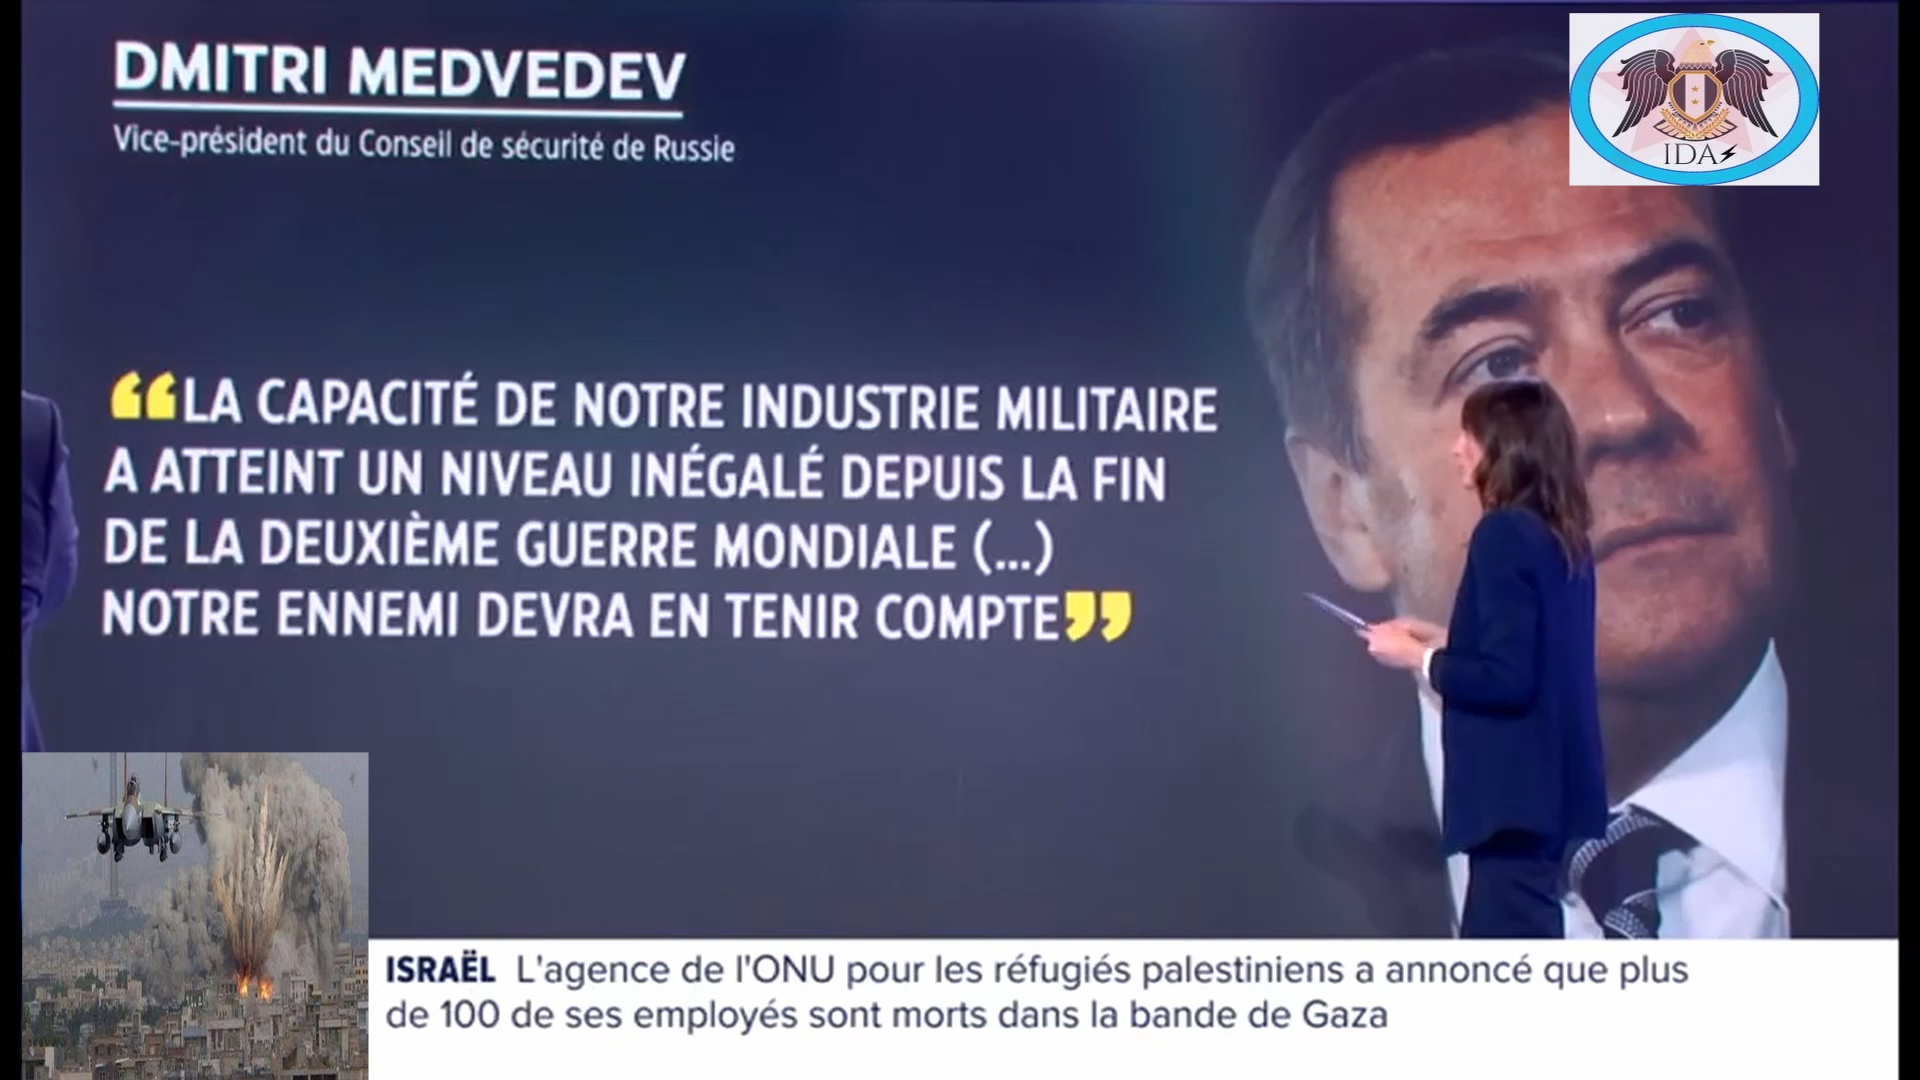 DMITRI MEDVEDEV
Vice-président du Conseil de sécurité de Russie
IDA
“LA CAPACITÉ DE NOTRE INDUSTRIE MILITAIRE
A ATTEINT UN NIVEAU INÉGALÉ DEPUIS LA FIN
DE LA DEUXIÈME GUERRE MONDIALE (...)
NOTRE ENNEMI DEVRA EN TENIR COMPTE”
ISRAËL L'agence de l'ONU pour les réfugiés palestiniens a annoncé que plus
de 100 de ses employés sont morts dans la bande de Gaza